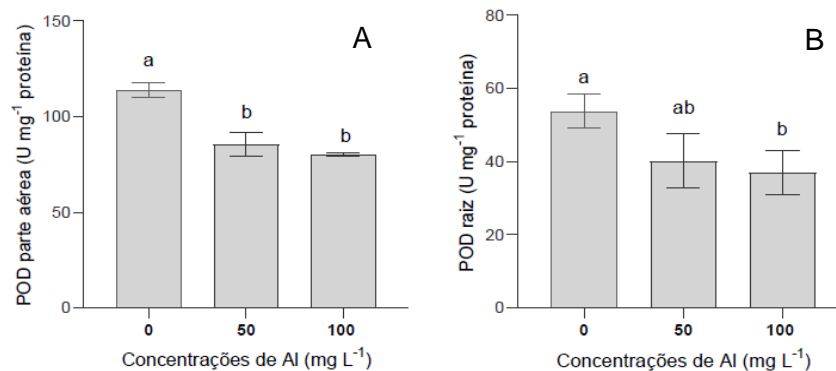 A
POD parte aérea (U mg⁻¹ proteína)
150
100
50
0
a
b
b
0 50 100
Concentrações de Al (mg L⁻¹)
B
POD raiz (U mg⁻¹ proteína)
80
60
40
20
0
a
ab
b
0 50 100
Concentrações de Al (mg L⁻¹)